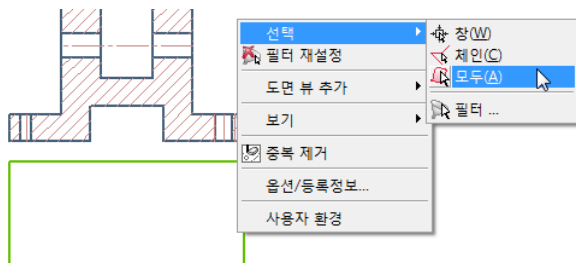 선택
필터 재설정
도면 뷰 추가
보기
중복 제거
옵션/등록정보...
사용자 환경
창(W)
체인(C)
모두(A)
필터 ...